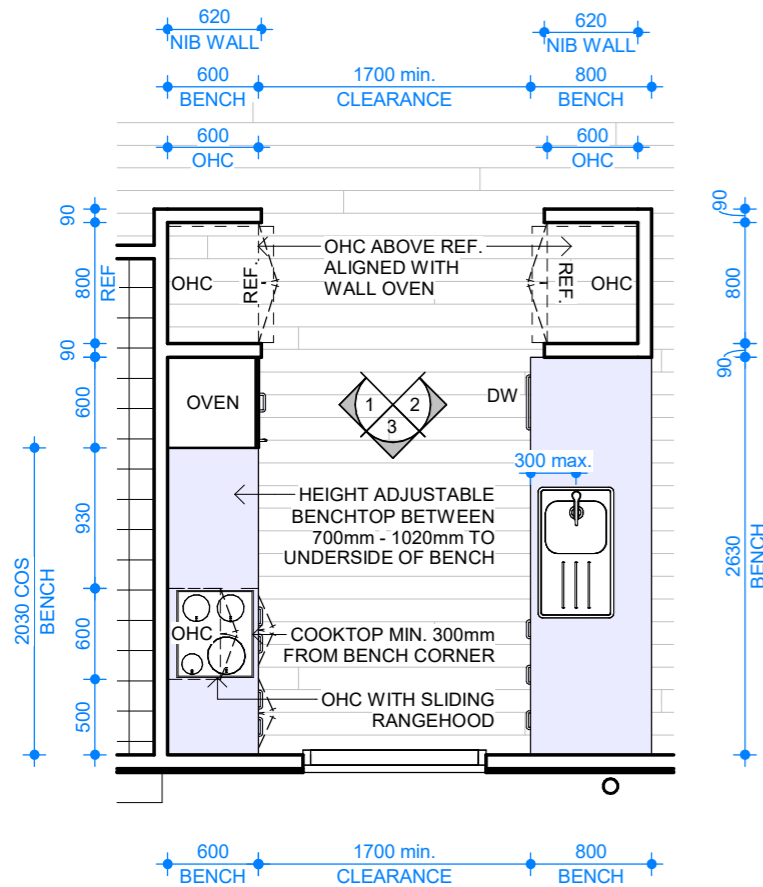 620
NIB WALL
620
NIB WALL
600
BENCH
1700 min.
CLEARANCE
800
BENCH
600
OHC
600
OHC
90
800
REF
90
600
930
600
500
2030 COS
BENCH
OHC
REF.
OHC ABOVE REF.
ALIGNED WITH
WALL OVEN
REF.
OHC
90
800
90
2630
BENCH
OVEN
1
2
3
DW
300 max.
HEIGHT ADJUSTABLE
BENCHTOP BETWEEN
700mm - 1020mm TO
UNDERSIDE OF BENCH
OHC
COOKTOP MIN. 300mm
FROM BENCH CORNER
OHC WITH SLIDING
RANGEHOOD
600
BENCH
1700 min.
CLEARANCE
800
BENCH